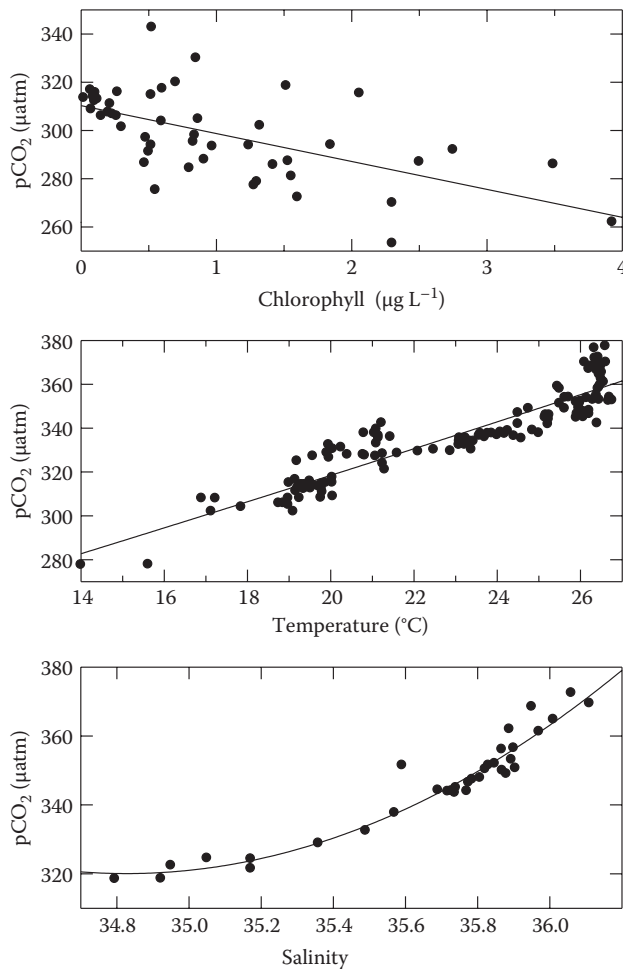 340
320
300
280
260
pCO₂ (µatm)
0 1 2 3 4
Chlorophyll (µg L⁻¹)
380
360
340
320
300
280
pCO₂ (µatm)
14 16 18 20 22 24 26
Temperature (°C)
380
360
340
320
pCO₂ (µatm)
34.8 35.0 35.2 35.4 35.6 35.8 36.0
Salinity